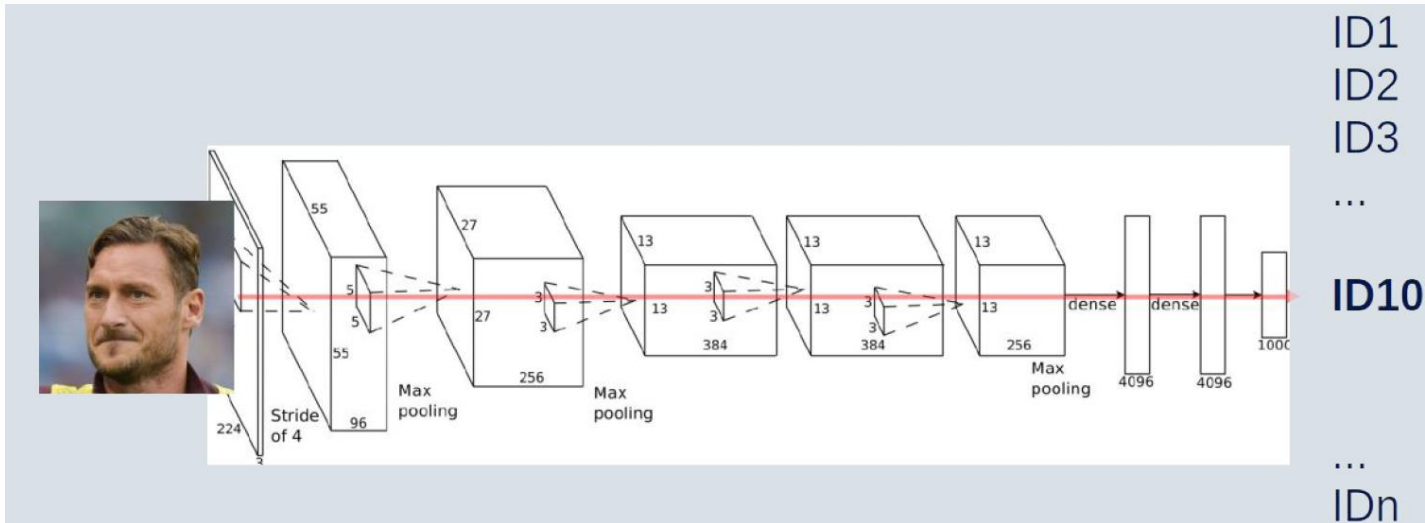 ID1
ID2
ID3
...
ID10
...
IDn
55
27
13
13
13
5
3
3
3
5
3
3
3
27
13
13
13
dense
dense
55
384
384
256
1000
256
Max
pooling
4096
4096
Max
pooling
Max
pooling
96
Stride
of 4
224
3